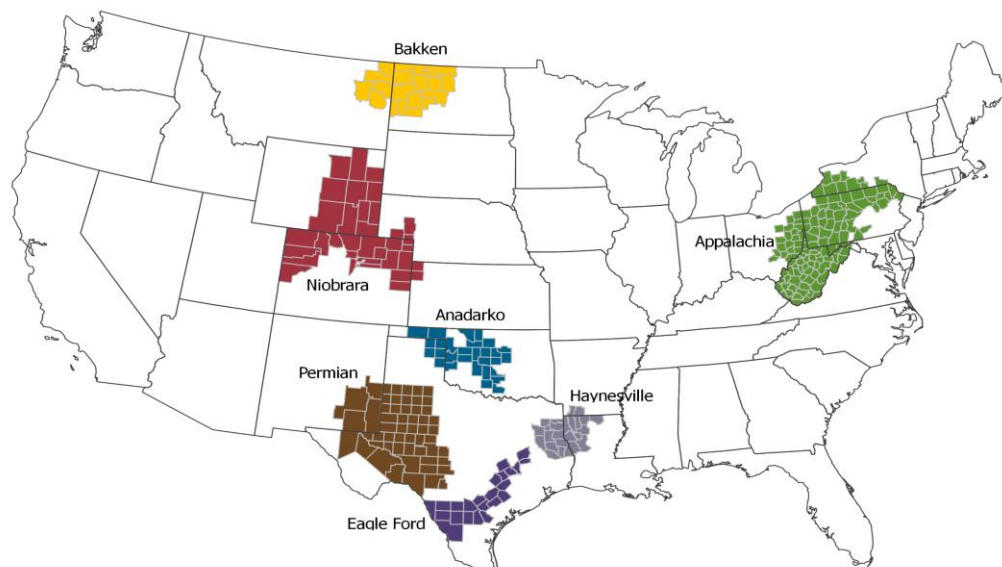 Bakken
Appalachia
Niobrara
Anadarko
Permian
Haynesville
Eagle Ford